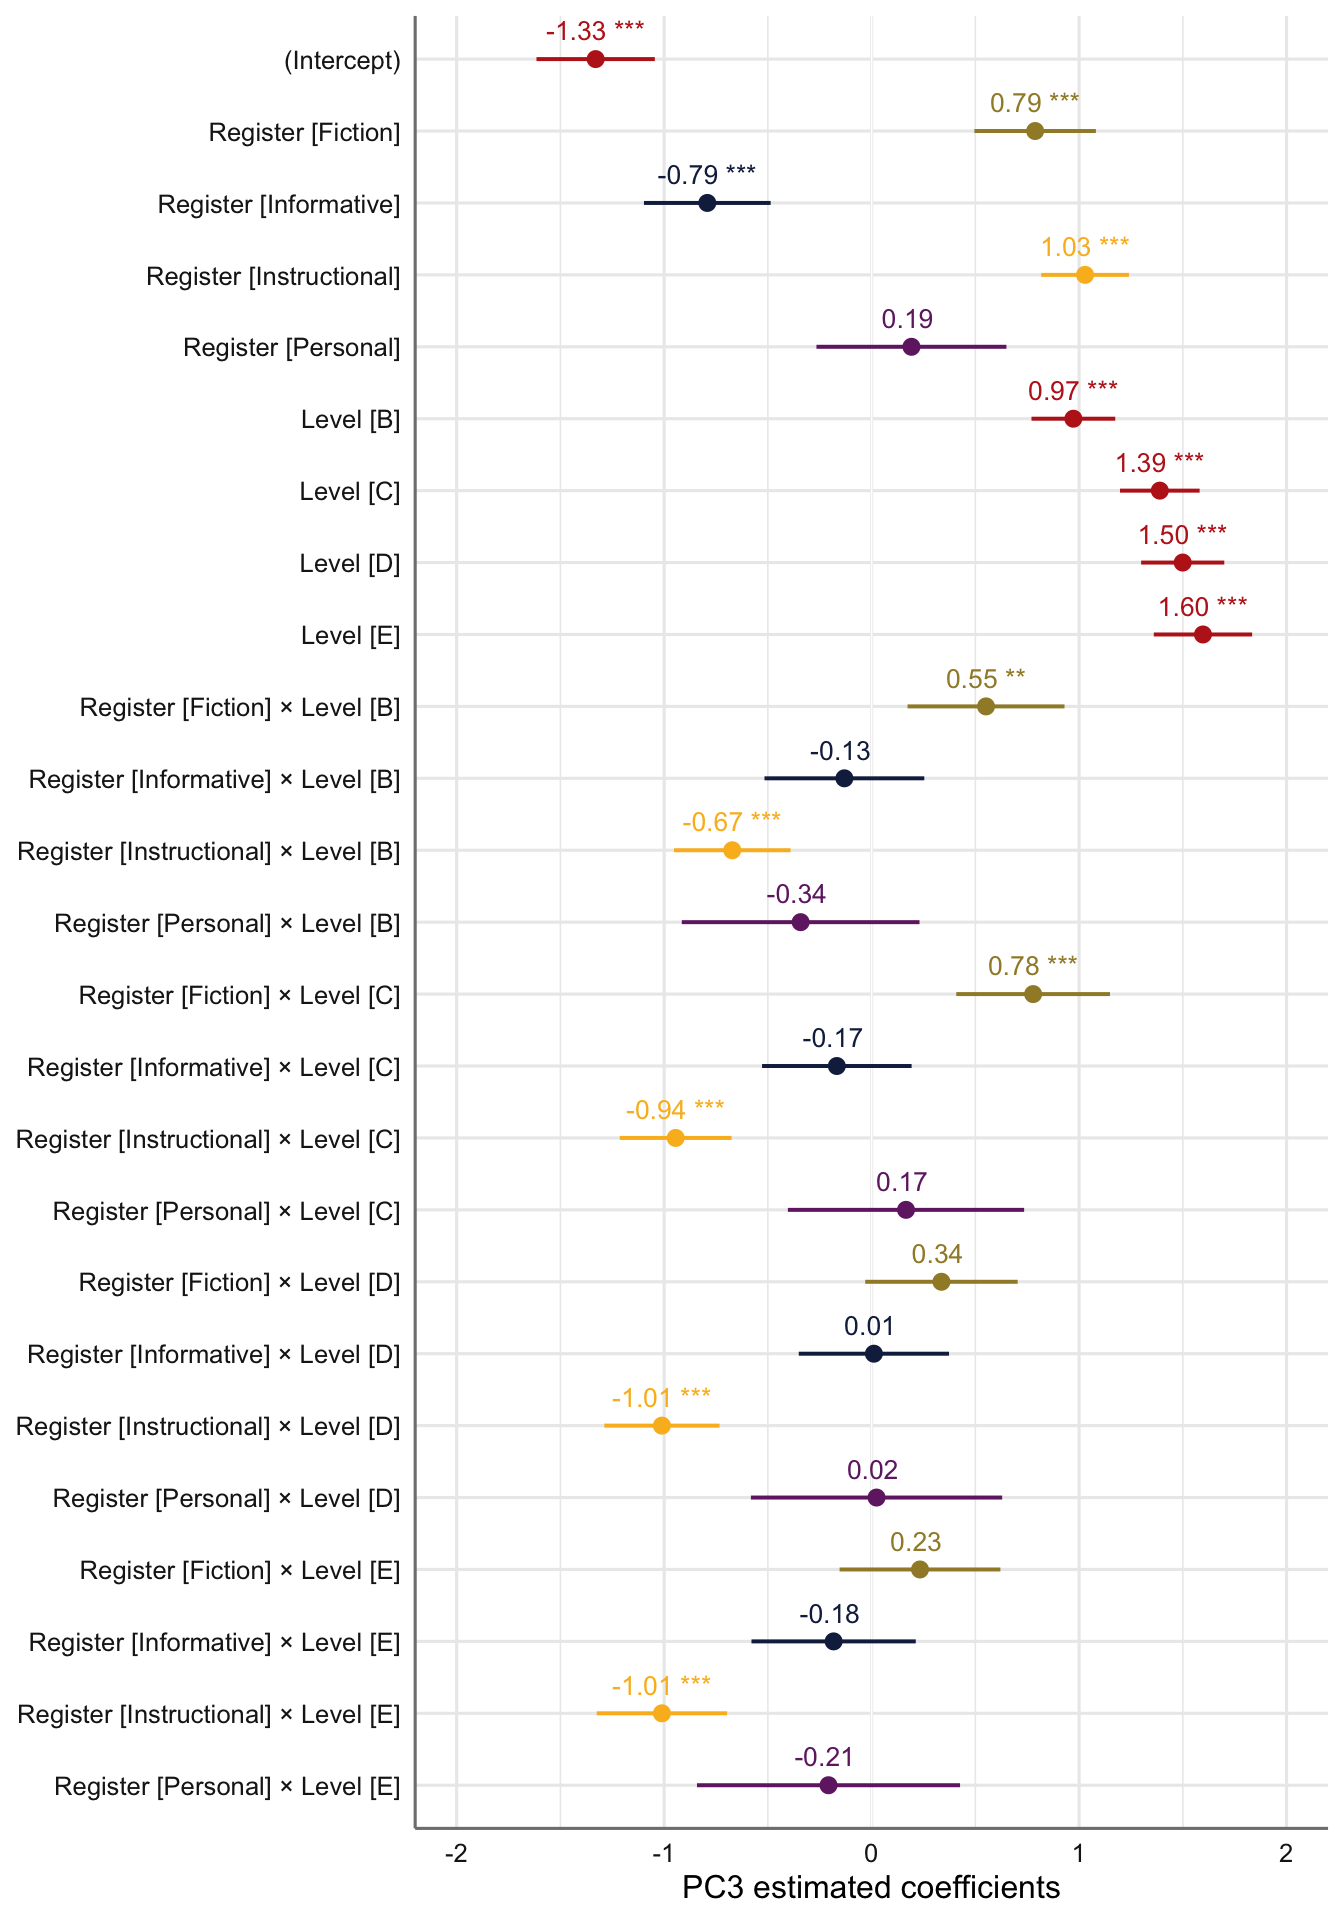 -1.33 ***
(Intercept)
0.79 ***
Register [Fiction]
-0.79 ***
Register [Informative]
1.03 ***
Register [Instructional]
0.19
Register [Personal]
0.97 ***
Level [B]
1.39 ***
Level [C]
1.50 ***
Level [D]
1.60 ***
Level [E]
0.55 **
Register [Fiction] × Level [B]
-0.13
Register [Informative] × Level [B]
-0.67 ***
Register [Instructional] × Level [B]
-0.34
Register [Personal] × Level [B]
0.78 ***
Register [Fiction] × Level [C]
-0.17
Register [Informative] × Level [C]
-0.94 ***
Register [Instructional] × Level [C]
0.17
Register [Personal] × Level [C]
0.34
Register [Fiction] × Level [D]
0.01
Register [Informative] × Level [D]
-1.01 ***
Register [Instructional] × Level [D]
0.02
Register [Personal] × Level [D]
0.23
Register [Fiction] × Level [E]
-0.18
Register [Informative] × Level [E]
-1.01 ***
Register [Instructional] × Level [E]
-0.21
Register [Personal] × Level [E]
-2 -1 0 1 2
PC3 estimated coefficients